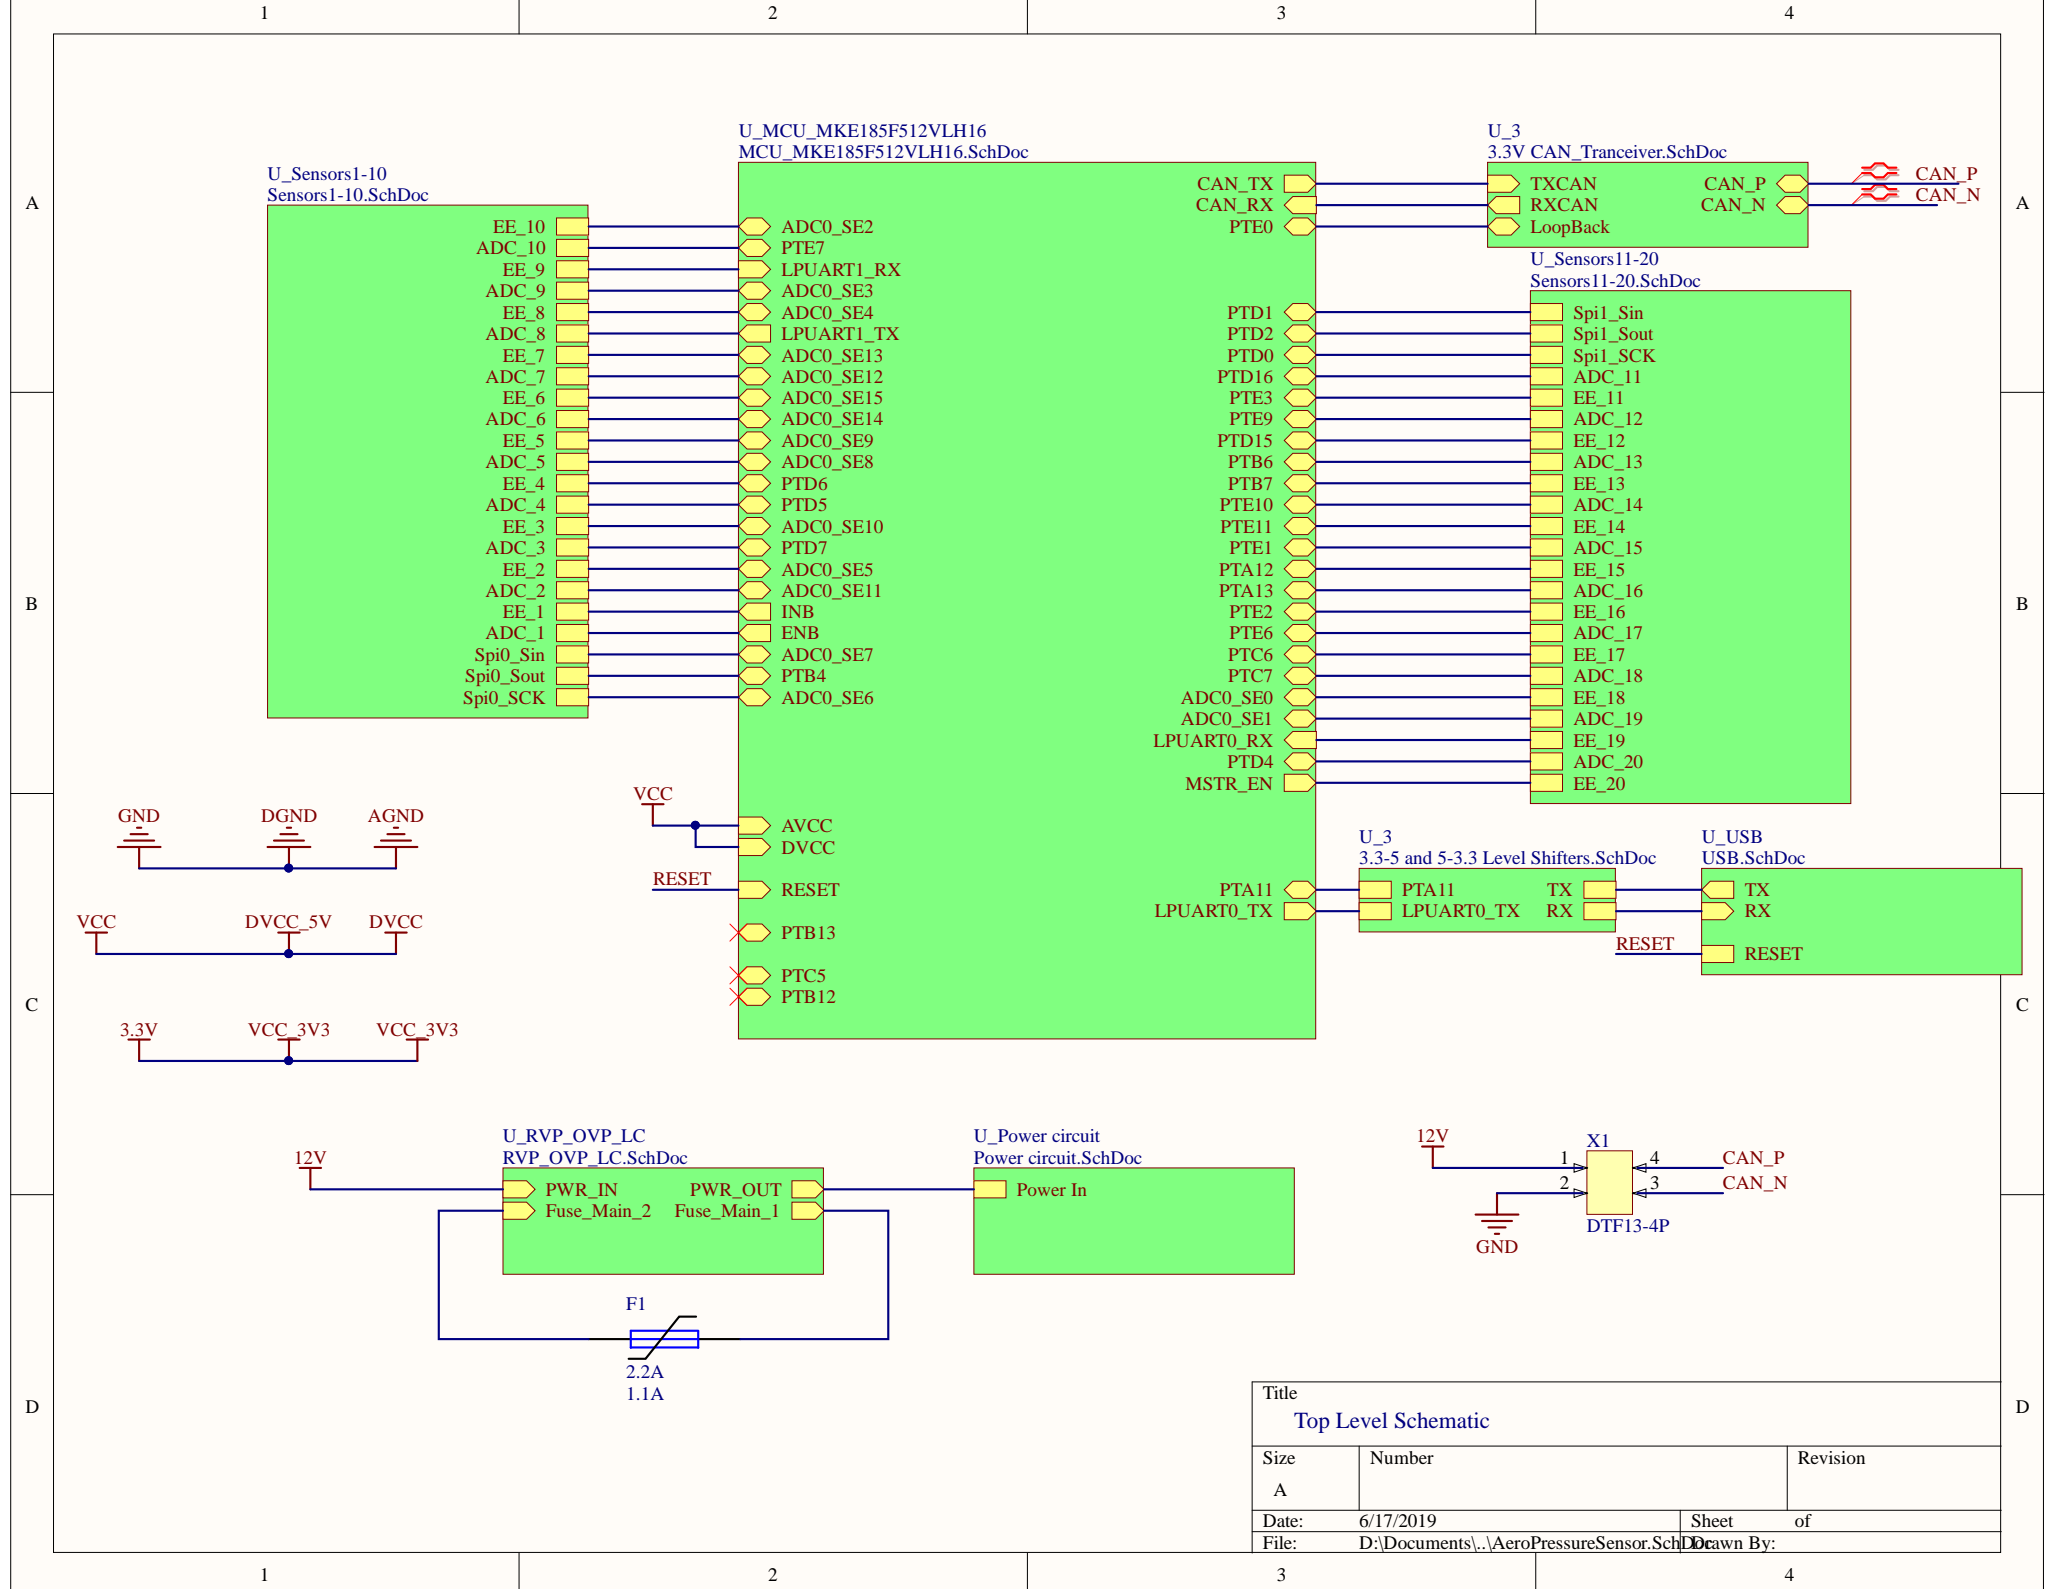 1 2 3 4
U_MCU_MKE185F512VLH16
MCU_MKE185F512VLH16.SchDoc
U_3
3.3V CAN_Tranceiver.SchDoc
U_Sensors1-10
Sensors1-10.SchDoc
CAN_TX TXCAN CAN_P CAN_P
CAN_RX RXCAN CAN_N CAN_N
A A
EE_10 ADC0_SE2 PTE0 LoopBack
ADC_10 PTE7
U_Sensors11-20
EE_9 LPUART1_RX
Sensors11-20.SchDoc
ADC_9 ADC0_SE3
EE_8 ADC0_SE4 PTD1 Spi1_Sin
ADC_8 LPUART1_TX PTD2 Spi1_Sout
EE_7 ADC0_SE13 PTD0 Spi1_SCK
ADC_7 ADC0_SE12 PTD16 ADC_11
EE_6 ADC0_SE15 PTE3 EE_11
ADC_6 ADC0_SE14 PTE9 ADC_12
EE_5 ADC0_SE9 PTD15 EE_12
ADC_5 ADC0_SE8 PTB6 ADC_13
EE_4 PTD6 PTB7 EE_13
ADC_4 PTD5 PTE10 ADC_14
EE_3 ADC0_SE10 PTE11 EE_14
ADC_3 PTD7 PTE1 ADC_15
EE_2 ADC0_SE5 PTA12 EE_15
ADC_2 ADC0_SE11 PTA13 ADC_16
B B
EE_1 INB PTE2 EE_16
ADC_1 ENB PTE6 ADC_17
Spi0_Sin ADC0_SE7 PTC6 EE_17
Spi0_Sout PTB4 PTC7 ADC_18
Spi0_SCK ADC0_SE6 ADC0_SE0 EE_18
ADC0_SE1 ADC_19
LPUART0_RX EE_19
PTD4 ADC_20
MSTR_EN EE_20
VCC
GND DGND AGND
AVCC
DVCC
U_3
3.3-5 and 5-3.3 Level Shifters.SchDoc
U_USB
USB.SchDoc
RESET RESET PTA11 PTA11 TX TX
LPUART0_TX LPUART0_TX RX RX
VCC DVCC_5V DVCC
PTB13
RESET RESET
PTC5
PTB12
C C
3.3V VCC_3V3 VCC_3V3
U_RVP_OVP_LC
RVP_OVP_LC.SchDoc
U_Power circuit
Power circuit.SchDoc
12V
PWR_IN PWR_OUT Power In
Fuse_Main_2 Fuse_Main_1
12V
X1
1 4 CAN_P
2 3 CAN_N
DTF13-4P
GND
F1
2.2A
1.1A
D D
Title
Top Level Schematic
Size Number Revision
A
Date: 6/17/2019 Sheet of
File: D:\Documents\..\AeroPressureSensor.SchDoc Drawn By:
1 2 3 4